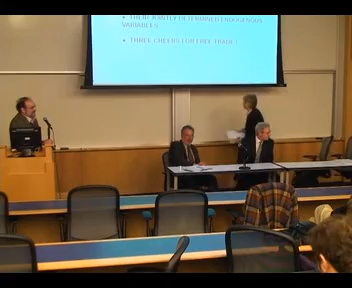 • THEIR JOINTLY DETERMINED ENDOGENOUS
VARIABLES
• THREE CHEERS FOR FREE TRADE